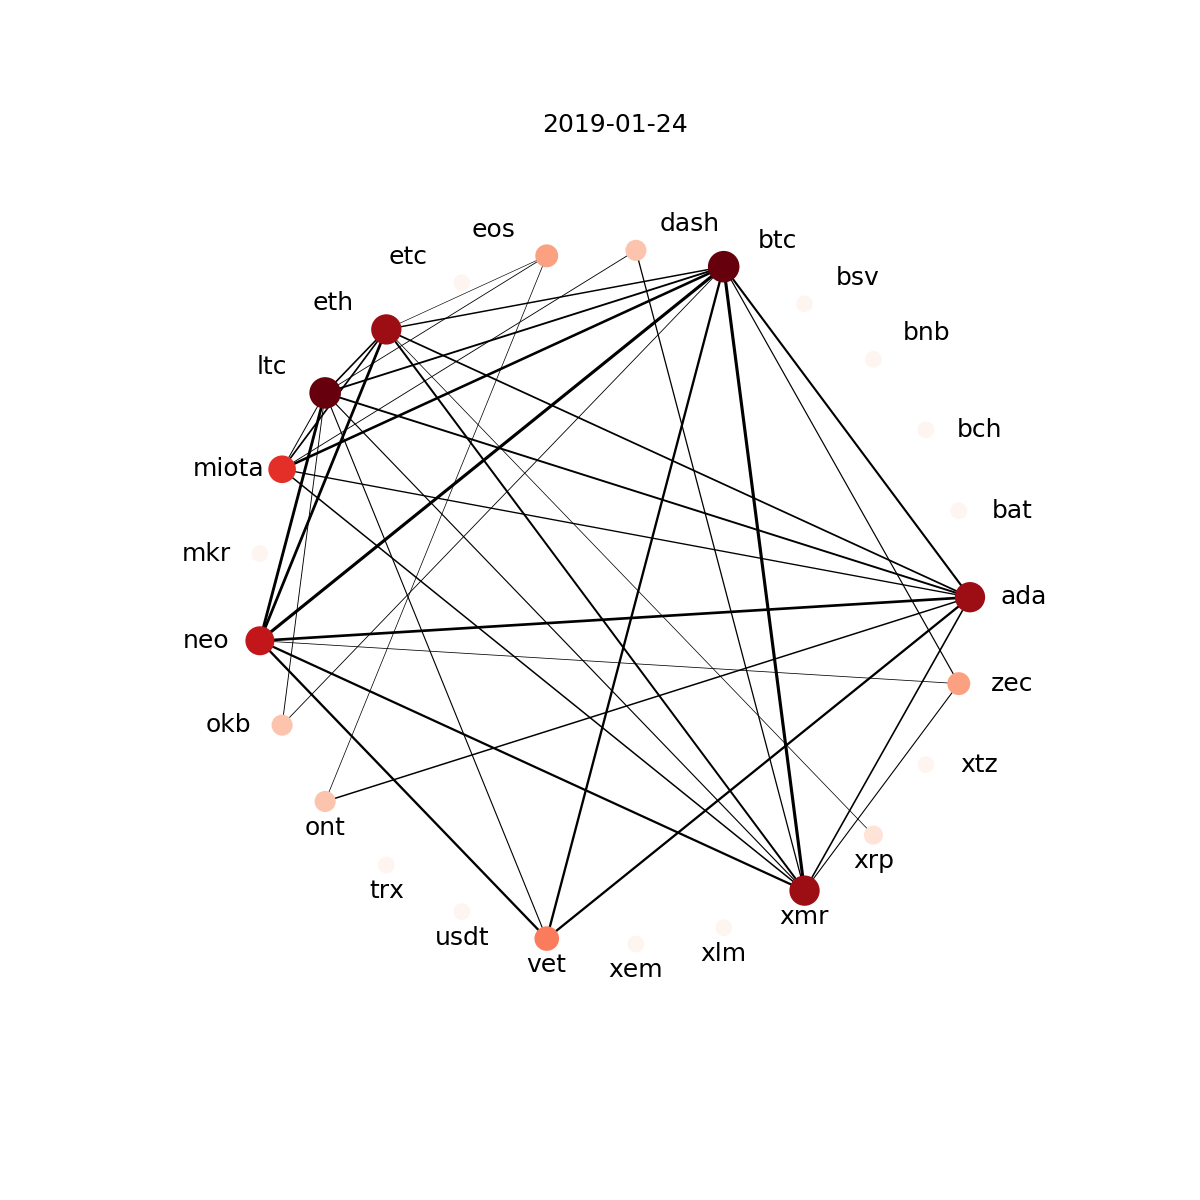 2019-01-24
dash
eos
btc
etc
bsv
eth
bnb
ltc
bch
miota
bat
mkr
ada
neo
zec
okb
xtz
ont
xrp
trx
xmr
usdt
vet
xlm
xem